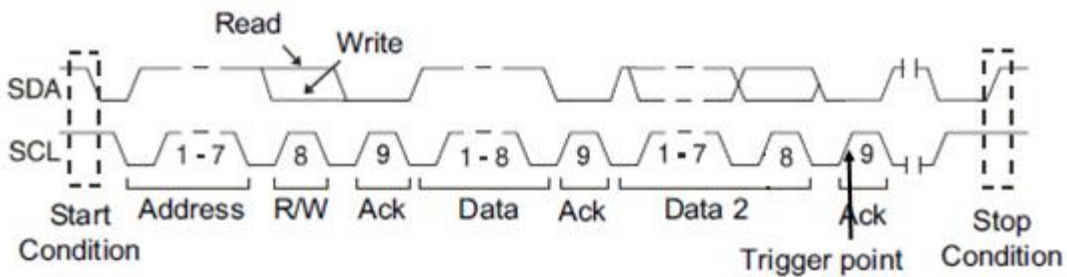 Read
Write
SDA
SCL
1 - 7
8
9
1 - 8
9
1 - 7
8
9
Start
Condition
Address
R/W
Ack
Data
Ack
Data 2
Ack
Trigger point
Stop
Condition